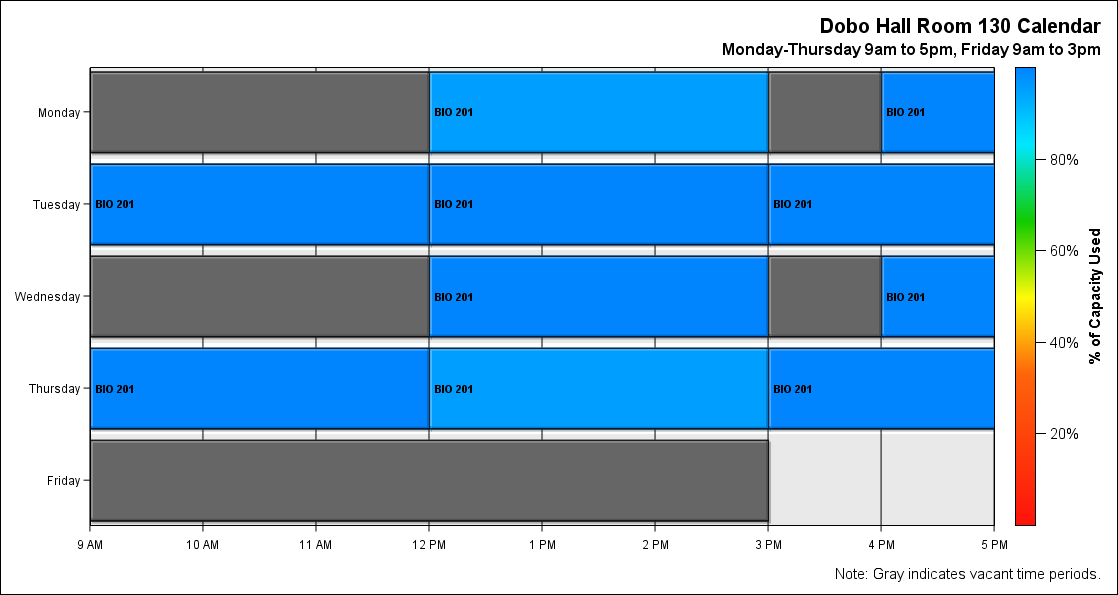 Dobo Hall Room 130 Calendar
Monday-Thursday 9am to 5pm, Friday 9am to 3pm
Monday
BIO 201
BIO 201
Tuesday
BIO 201
BIO 201
BIO 201
Wednesday
BIO 201
BIO 201
Thursday
BIO 201
BIO 201
BIO 201
Friday
9 AM
10 AM
11 AM
12 PM
1 PM
2 PM
3 PM
4 PM
5 PM
80%
60%
40%
20%
% of Capacity Used
Note: Gray indicates vacant time periods.